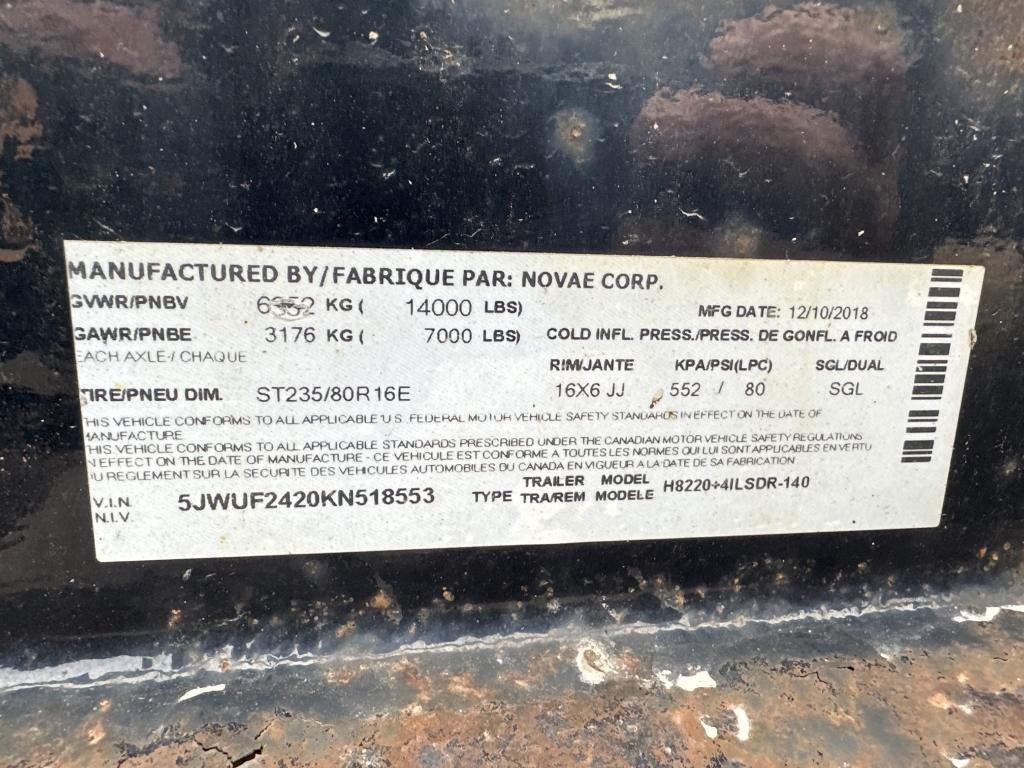 MANUFACTURED BY/FABRIQUE PAR: NOVAE CORP.
GVWR/PNBV 6352 KG ( 14000 LBS) MFG DATE: 12/10/2018
GAWR/PNBE 3176 KG ( 7000 LBS) COLD INFL. PRESS./PRESS. DE GONFL. A FROID
EACH AXLE / CHAQUE RIM/JANTE KPA/PSI(LPC) SGL/DUAL
TIRE/PNEU DIM. ST235/80R16E 16X6 JJ 552 / 80 SGL
THIS VEHICLE CONFORMS TO ALL APPLICABLE U.S. FEDERAL MOTOR VEHICLE SAFETY STANDARDS IN EFFECT ON THE DATE OF
MANUFACTURE
THIS VEHICLE CONFORMS TO ALL APPLICABLE STANDARDS PRESCRIBED UNDER THE CANADIAN MOTOR VEHICLE SAFETY REGULATIONS
N EFFECT ON THE DATE OF MANUFACTURE - CE VEHICULE EST CONFORME A TOUTES LES NORMES QUI LUI SONT APPLICABLES EN VERTU
DU REGLEMENT SUR LA SECURITE DES VEHICULES AUTOMOBILES DU CANADA EN VIGUEUR A LA DATE DE SA FABRICATION
V.I.N. 5JWUF2420KN518553 TYPE TRAILER MODEL H8220+4ILSDR-140
N.I.V. TRA/REM MODELE